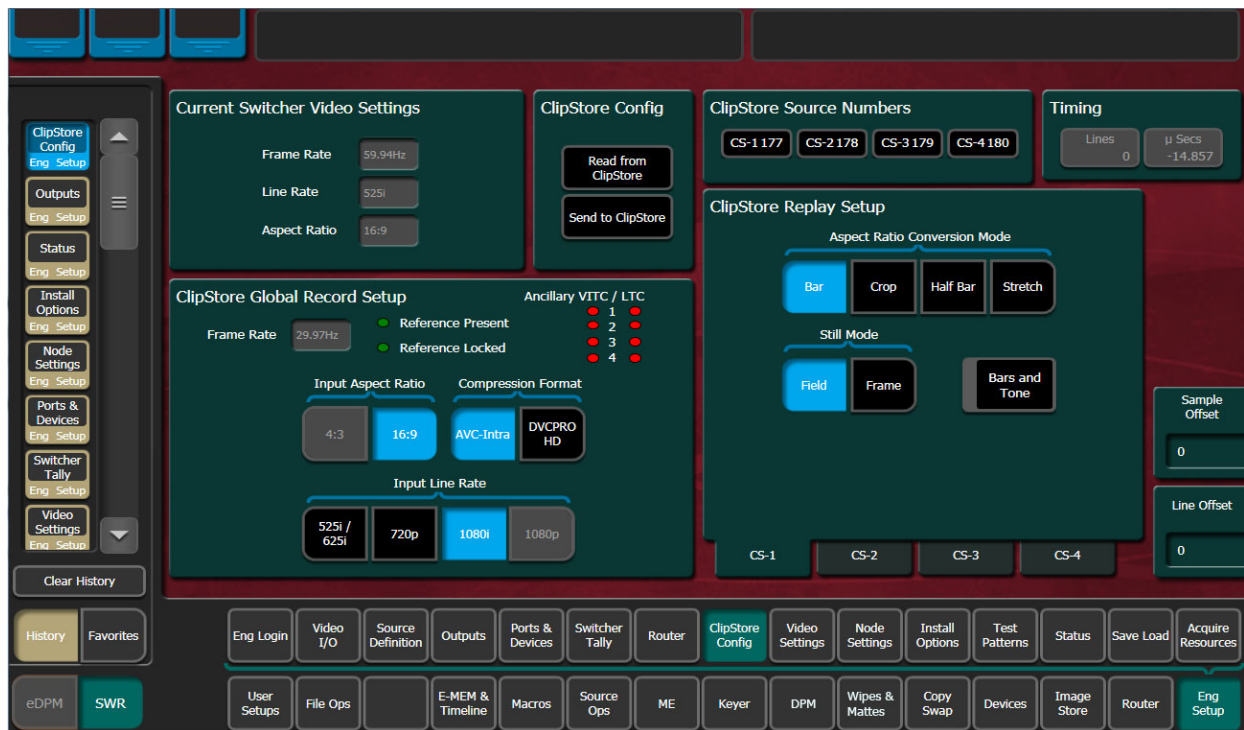 ClipStore
Config
Eng Setup
Outputs
Eng Setup
Status
Eng Setup
Install
Options
Eng Setup
Node
Settings
Eng Setup
Ports &
Devices
Eng Setup
Switcher
Tally
Eng Setup
Video
Settings
Eng Setup
Clear History
History
Favorites
eDPM
SWR
Current Switcher Video Settings
Frame Rate 59.94Hz
Line Rate 525i
Aspect Ratio 16:9
ClipStore Config
Read from
ClipStore
Send to ClipStore
ClipStore Source Numbers
CS-1 177 CS-2 178 CS-3 179 CS-4 180
Timing
Lines
0
µ Secs
-14.857
ClipStore Global Record Setup
Frame Rate 29.97Hz
Reference Present
Reference Locked
Ancillary VITC / LTC
1
2
3
4
Input Aspect Ratio
4:3 16:9
Compression Format
AVC-Intra
DVCPRO
HD
Input Line Rate
525i /
625i
720p
1080i
1080p
ClipStore Replay Setup
Aspect Ratio Conversion Mode
Bar Crop Half Bar Stretch
Still Mode
Field Frame
Bars and
Tone
CS-1 CS-2 CS-3 CS-4
Sample
Offset
0
Line Offset
0
Eng Login
Video
I/O
Source
Definition
Outputs
Ports &
Devices
Switcher
Tally
Router
ClipStore
Config
Video
Settings
Node
Settings
Install
Options
Test
Patterns
Status
Save Load
Acquire
Resources
User
Setups
File Ops
E-MEM &
Timeline
Macros
Source
Ops
ME
Keyer
DPM
Wipes &
Mattes
Copy
Swap
Devices
Image
Store
Router
Eng
Setup